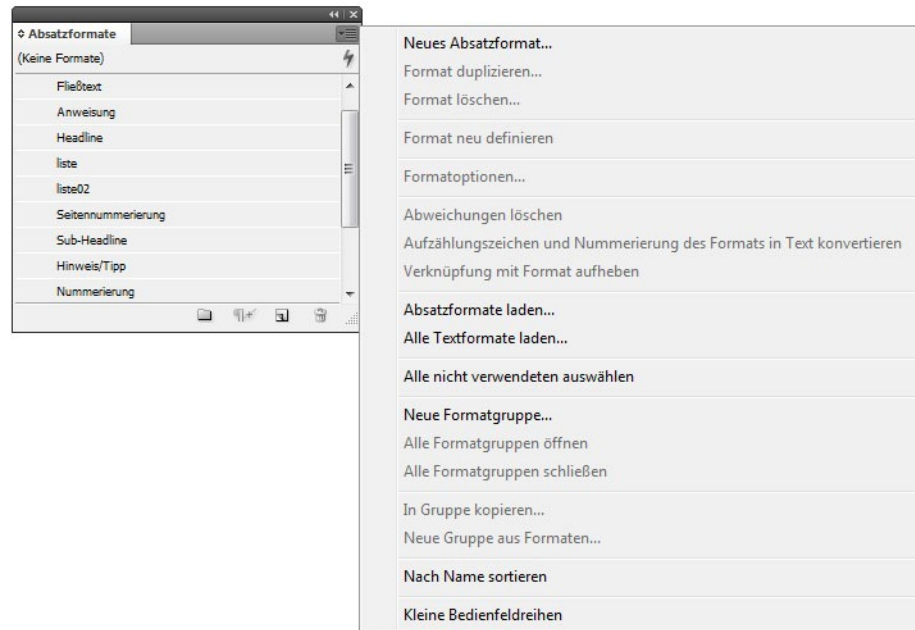 Absatzformate
(Keine Formate)
Fließtext
Anweisung
Headline
liste
liste02
Seitennummerierung
Sub-Headline
Hinweis/Tipp
Nummerierung
Neues Absatzformat...
Format duplizieren...
Format löschen...
Format neu definieren
Formatoptionen...
Abweichungen löschen
Aufzählungszeichen und Nummerierung des Formats in Text konvertieren
Verknüpfung mit Format aufheben
Absatzformate laden...
Alle Textformate laden...
Alle nicht verwendeten auswählen
Neue Formatgruppe...
Alle Formatgruppen öffnen
Alle Formatgruppen schließen
In Gruppe kopieren...
Neue Gruppe aus Formaten...
Nach Name sortieren
Kleine Bedienfeldreihen